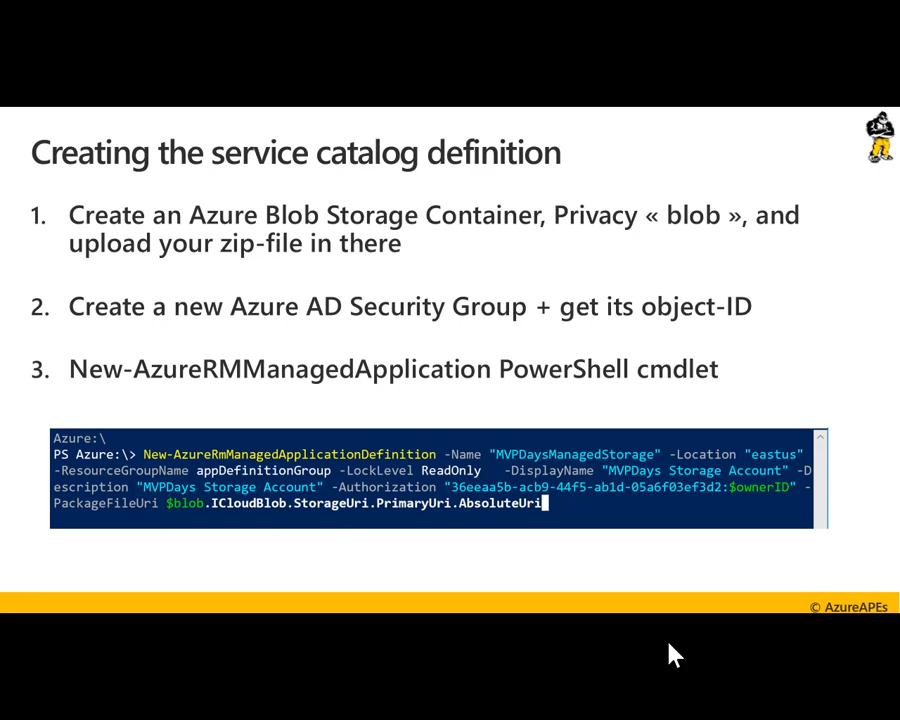 Creating the service catalog definition
1. Create an Azure Blob Storage Container, Privacy « blob », and
upload your zip-file in there
2. Create a new Azure AD Security Group + get its object-ID
3. New-AzureRMManagedApplication PowerShell cmdlet
Azure:\
PS Azure:\> New-AzureRmManagedApplicationDefinition -Name "MVPDaysManagedStorage" -Location "eastus"
-ResourceGroupName appDefinitionGroup -LockLevel ReadOnly -DisplayName "MVPDays Storage Account" -D
escription "MVPDays Storage Account" -Authorization "36eeaa5b-acb9-44f5-ab1d-05a6f03ef3d2:$ownerID" -
PackageFileUri $blob.ICloudBlob.StorageUri.PrimaryUri.AbsoluteUri
© AzureAPEs